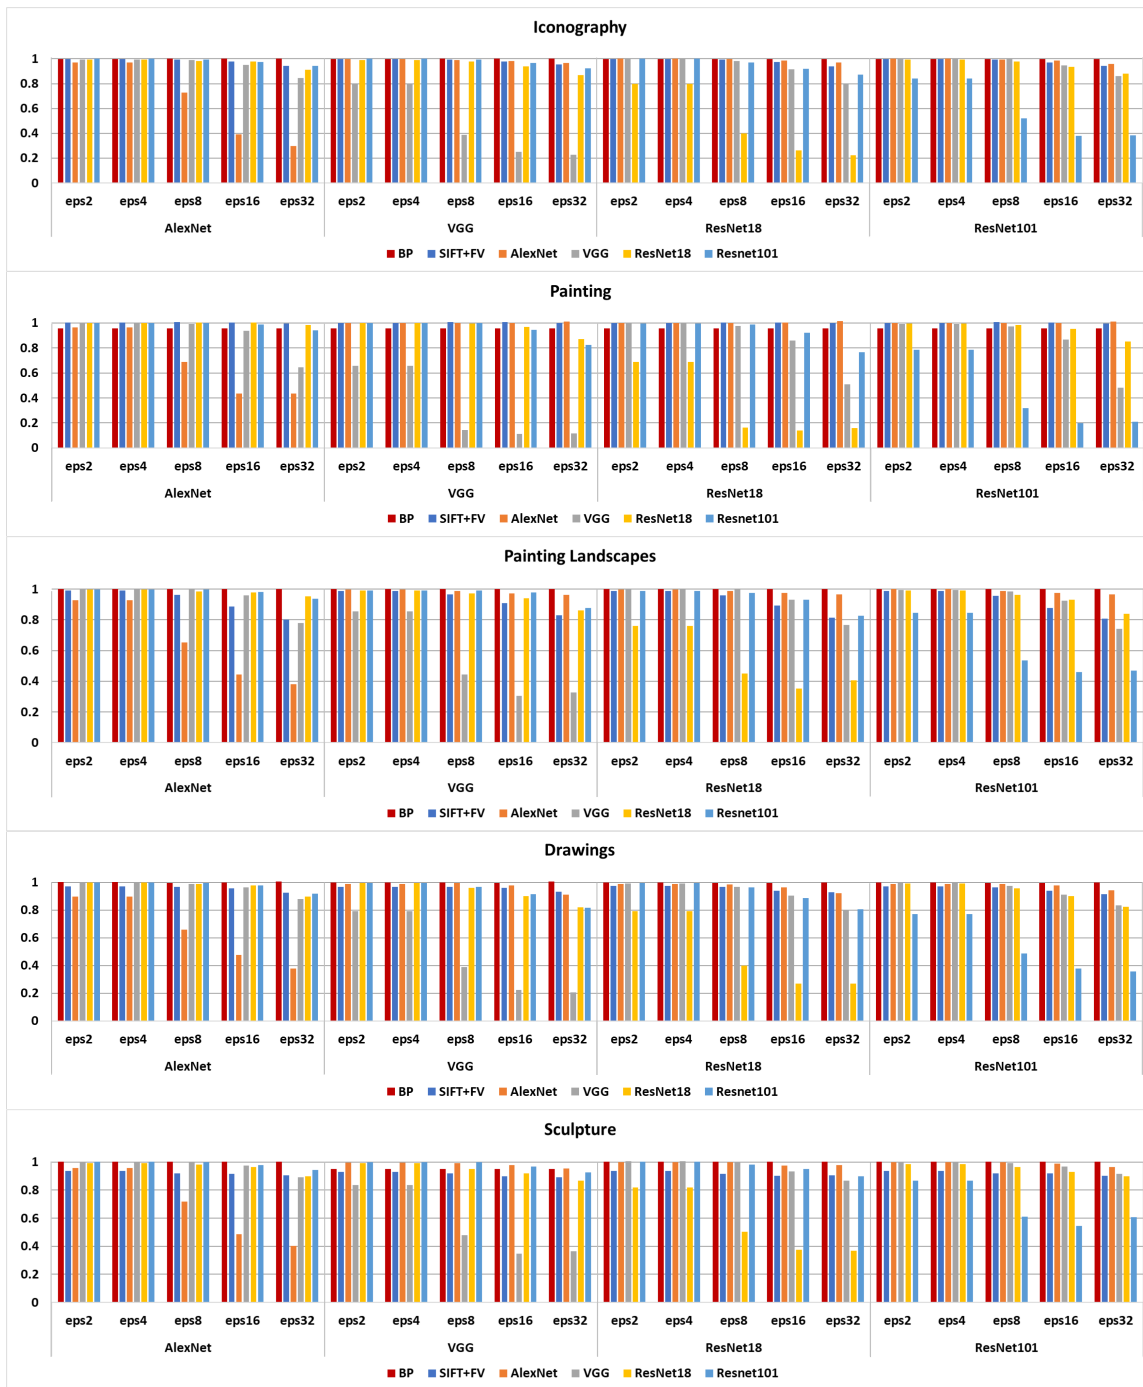 Iconography
1
0.8
0.6
0.4
0.2
0
eps2 eps4 eps8 eps16 eps32 eps2 eps4 eps8 eps16 eps32 eps2 eps4 eps8 eps16 eps32 eps2 eps4 eps8 eps16 eps32
AlexNet VGG ResNet18 ResNet101
BP SIFT+FV AlexNet VGG ResNet18 Resnet101
Painting
1
0.8
0.6
0.4
0.2
0
eps2 eps4 eps8 eps16 eps32 eps2 eps4 eps8 eps16 eps32 eps2 eps4 eps8 eps16 eps32 eps2 eps4 eps8 eps16 eps32
AlexNet VGG ResNet18 ResNet101
BP SIFT+FV AlexNet VGG ResNet18 Resnet101
Painting Landscapes
1
0.8
0.6
0.4
0.2
0
eps2 eps4 eps8 eps16 eps32 eps2 eps4 eps8 eps16 eps32 eps2 eps4 eps8 eps16 eps32 eps2 eps4 eps8 eps16 eps32
AlexNet VGG ResNet18 ResNet101
BP SIFT+FV AlexNet VGG ResNet18 Resnet101
Drawings
1
0.8
0.6
0.4
0.2
0
eps2 eps4 eps8 eps16 eps32 eps2 eps4 eps8 eps16 eps32 eps2 eps4 eps8 eps16 eps32 eps2 eps4 eps8 eps16 eps32
AlexNet VGG ResNet18 ResNet101
BP SIFT+FV AlexNet VGG ResNet18 Resnet101
Sculpture
1
0.8
0.6
0.4
0.2
0
eps2 eps4 eps8 eps16 eps32 eps2 eps4 eps8 eps16 eps32 eps2 eps4 eps8 eps16 eps32 eps2 eps4 eps8 eps16 eps32
AlexNet VGG ResNet18 ResNet101
BP SIFT+FV AlexNet VGG ResNet18 Resnet101